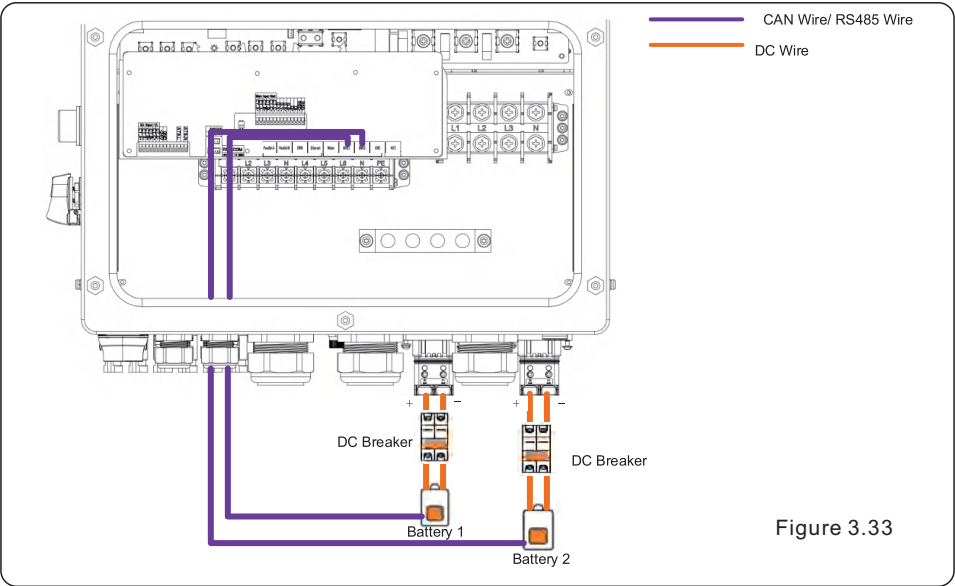 CAN Wire/ RS485 Wire
DC Wire
L1 L2 L3 N
L2 L3 N L4 L5 L6 N PE
+ − + −
DC Breaker
DC Breaker
Battery 1
Battery 2
Figure 3.33